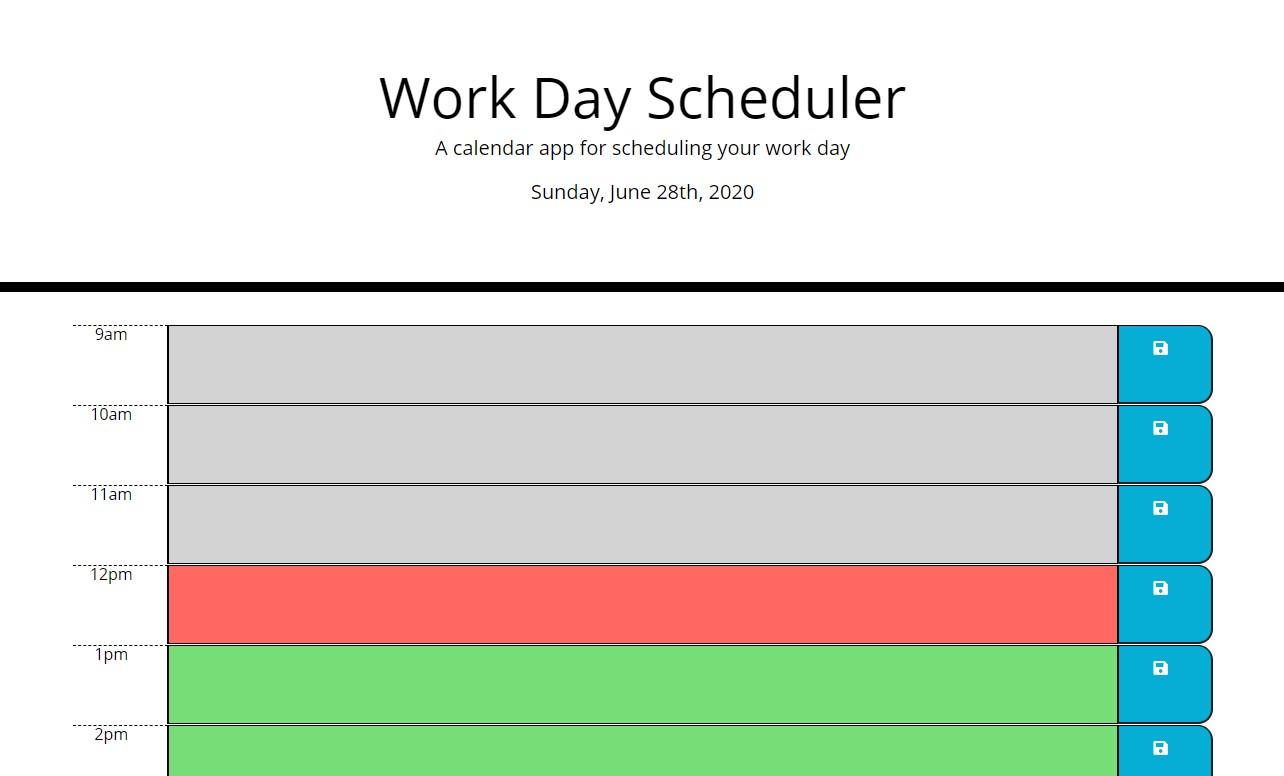 Work Day Scheduler
A calendar app for scheduling your work day
Sunday, June 28th, 2020
9am
10am
11am
12pm
1pm
2pm